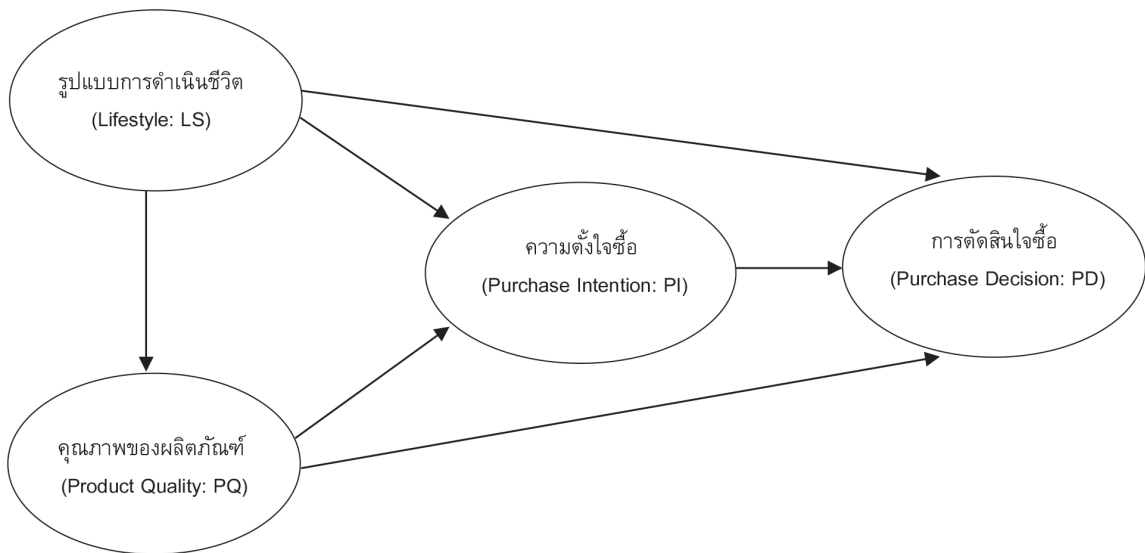 รูปแบบการดำเนินชีวิต
(Lifestyle: LS)
ความตั้งใจซื้อ
(Purchase Intention: PI)
การตัดสินใจซื้อ
(Purchase Decision: PD)
คุณภาพของผลิตภัณฑ์
(Product Quality: PQ)